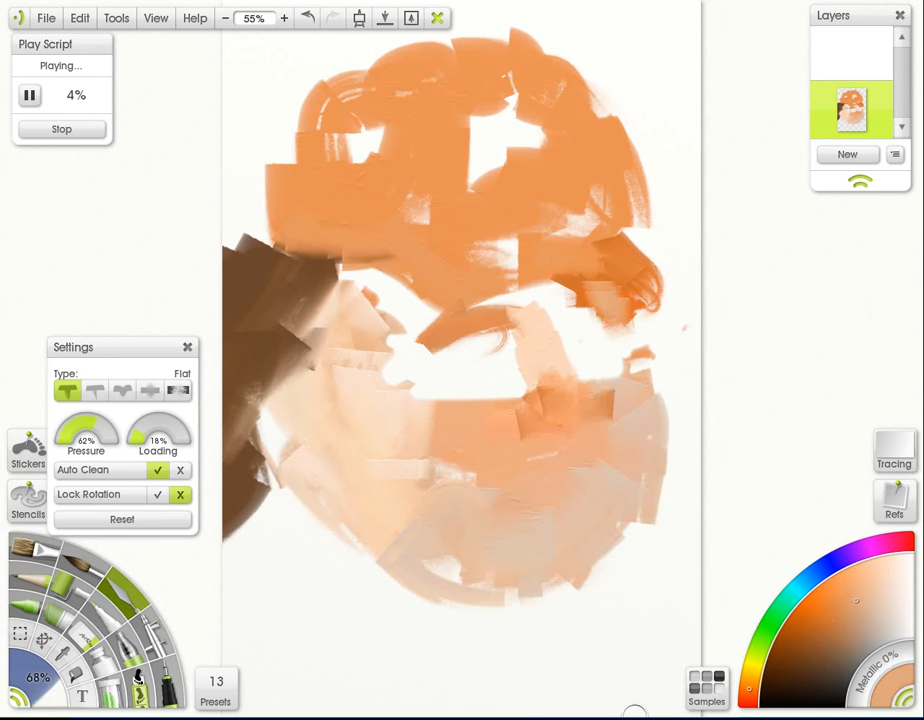 File Edit Tools View Help − 55% +
Play Script
Playing...
4%
Stop
Layers
New
Settings
Type: Flat
62% 18%
Pressure Loading
Auto Clean
Lock Rotation
Reset
Stickers
Stencils
Tracing
Refs
68%
T
13
Presets
Samples
Metallic 0%